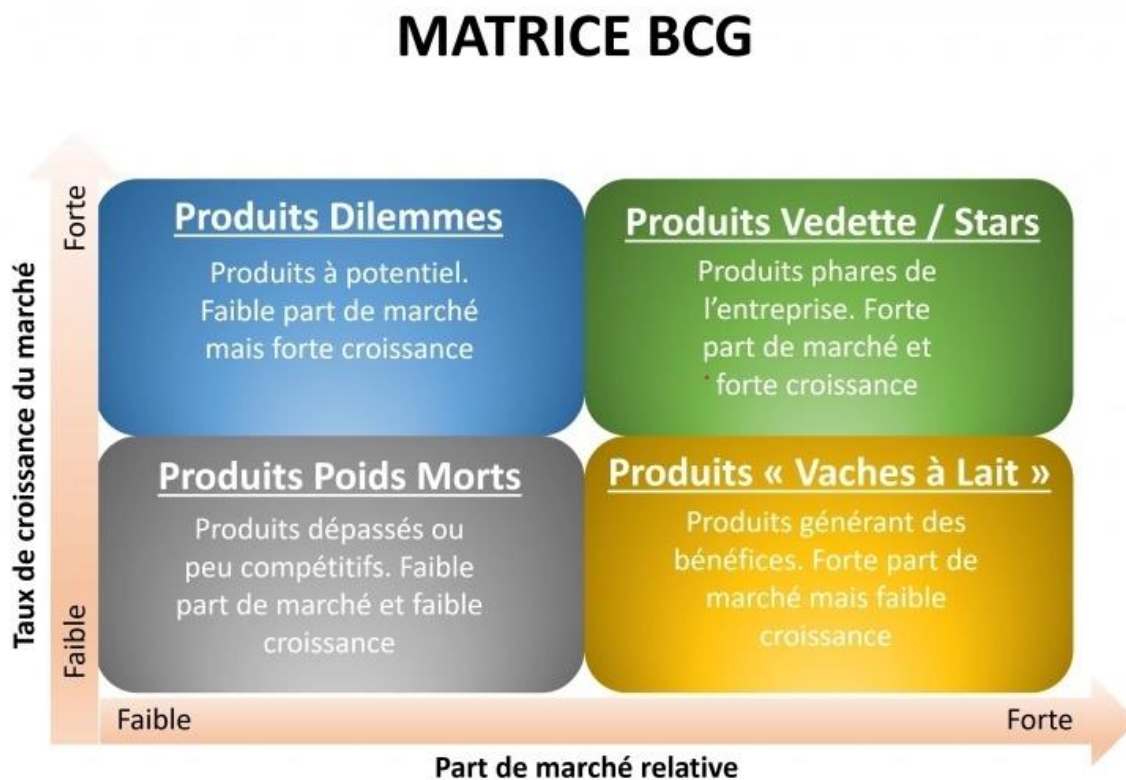 MATRICE BCG
Forte
Taux de croissance du marché
Faible
Produits Dilemmes
Produits à potentiel.
Faible part de marché
mais forte croissance
Produits Vedette / Stars
Produits phares de
l’entreprise. Forte
part de marché et
forte croissance
Produits Poids Morts
Produits dépassés ou
peu compétitifs. Faible
part de marché et faible
croissance
Produits « Vaches à Lait »
Produits générant des
bénéfices. Forte part de
marché mais faible
croissance
Faible
Forte
Part de marché relative